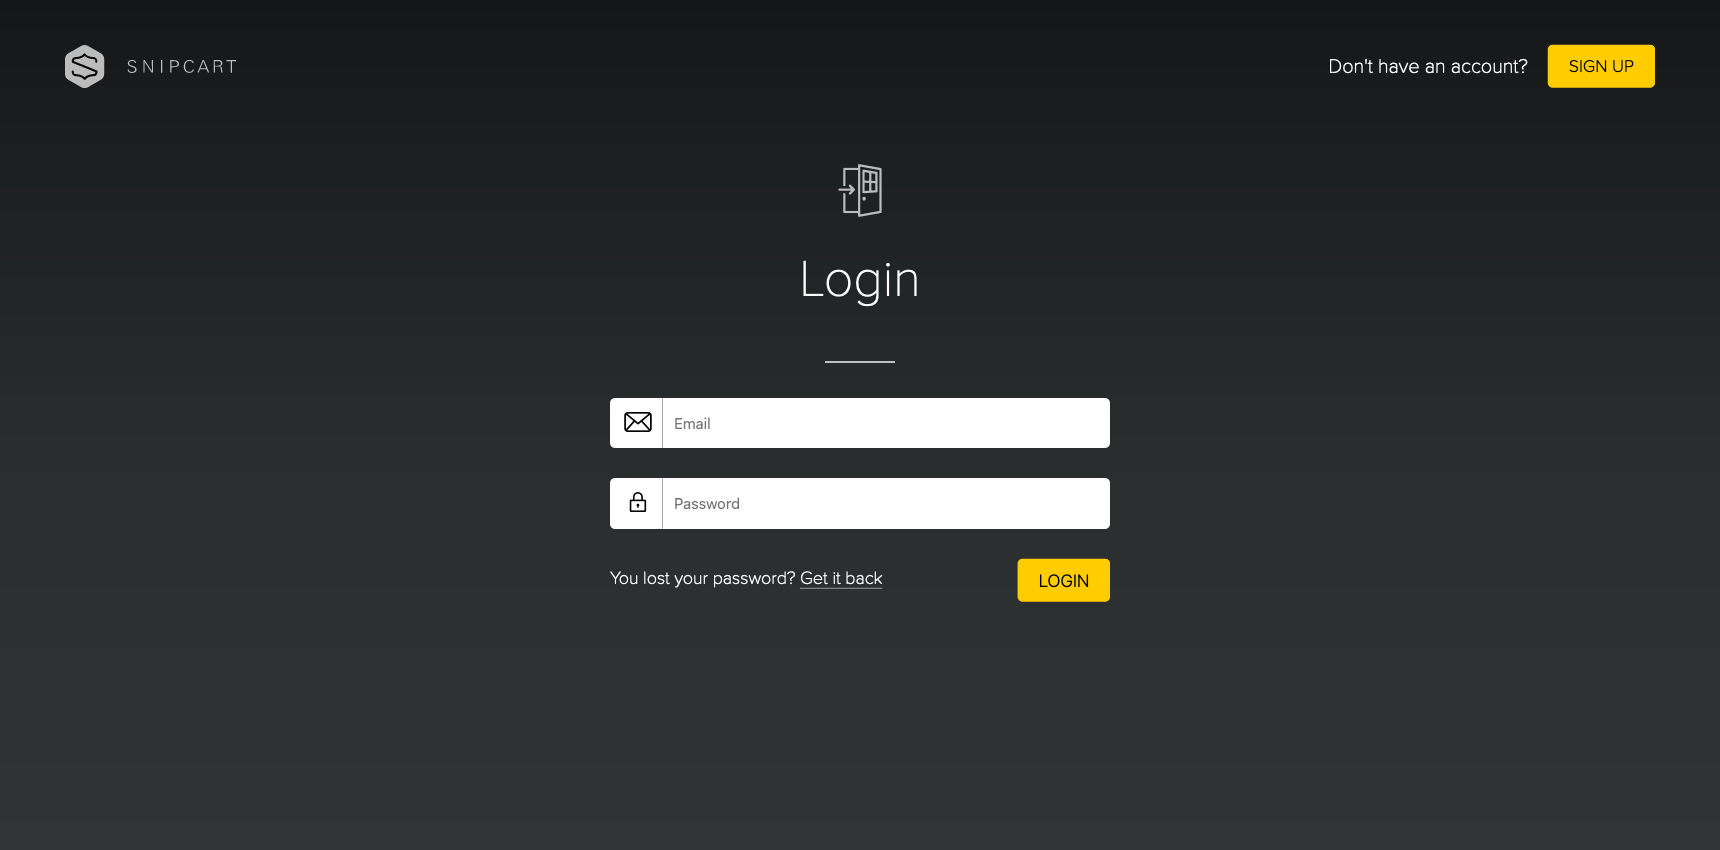 SNIPCART
Don't have an account?
SIGN UP
Login
Email
Password
You lost your password? Get it back
LOGIN